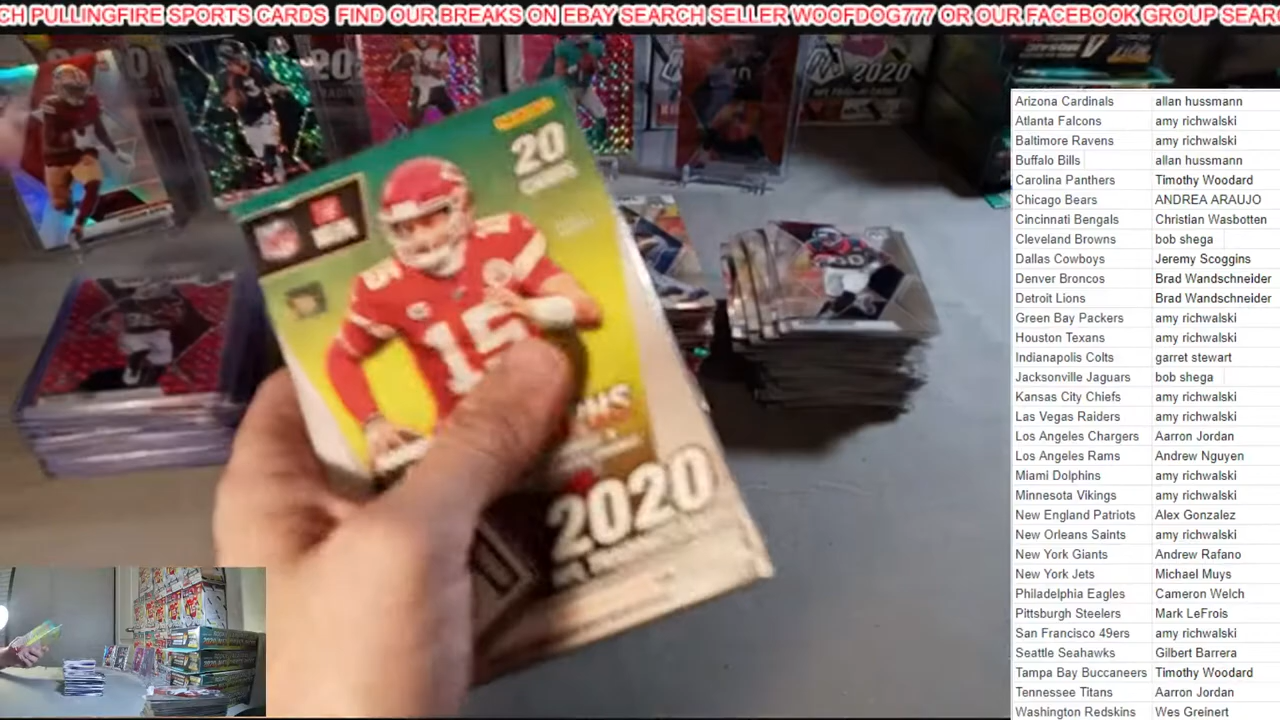 CH PULLINGFIRE SPORTS CARDS FIND OUR BREAKS ON EBAY SEARCH SELLER WOOFDOG777 OR OUR FACEBOOK GROUP SEAR
2020
20
CARDS
15
2020
Arizona Cardinals allan hussmann
Atlanta Falcons amy richwalski
Baltimore Ravens amy richwalski
Buffalo Bills allan hussmann
Carolina Panthers Timothy Woodard
Chicago Bears ANDREA ARAUJO
Cincinnati Bengals Christian Wasbotten
Cleveland Browns bob shega
Dallas Cowboys Jeremy Scoggins
Denver Broncos Brad Wandschneider
Detroit Lions Brad Wandschneider
Green Bay Packers amy richwalski
Houston Texans amy richwalski
Indianapolis Colts garret stewart
Jacksonville Jaguars bob shega
Kansas City Chiefs amy richwalski
Las Vegas Raiders amy richwalski
Los Angeles Chargers Aarron Jordan
Los Angeles Rams Andrew Nguyen
Miami Dolphins amy richwalski
Minnesota Vikings amy richwalski
New England Patriots Alex Gonzalez
New Orleans Saints amy richwalski
New York Giants Andrew Rafano
New York Jets Michael Muys
Philadelphia Eagles Cameron Welch
Pittsburgh Steelers Mark LeFrois
San Francisco 49ers amy richwalski
Seattle Seahawks Gilbert Barrera
Tampa Bay Buccaneers Timothy Woodard
Tennessee Titans Aarron Jordan
Washington Redskins Wes Greinert